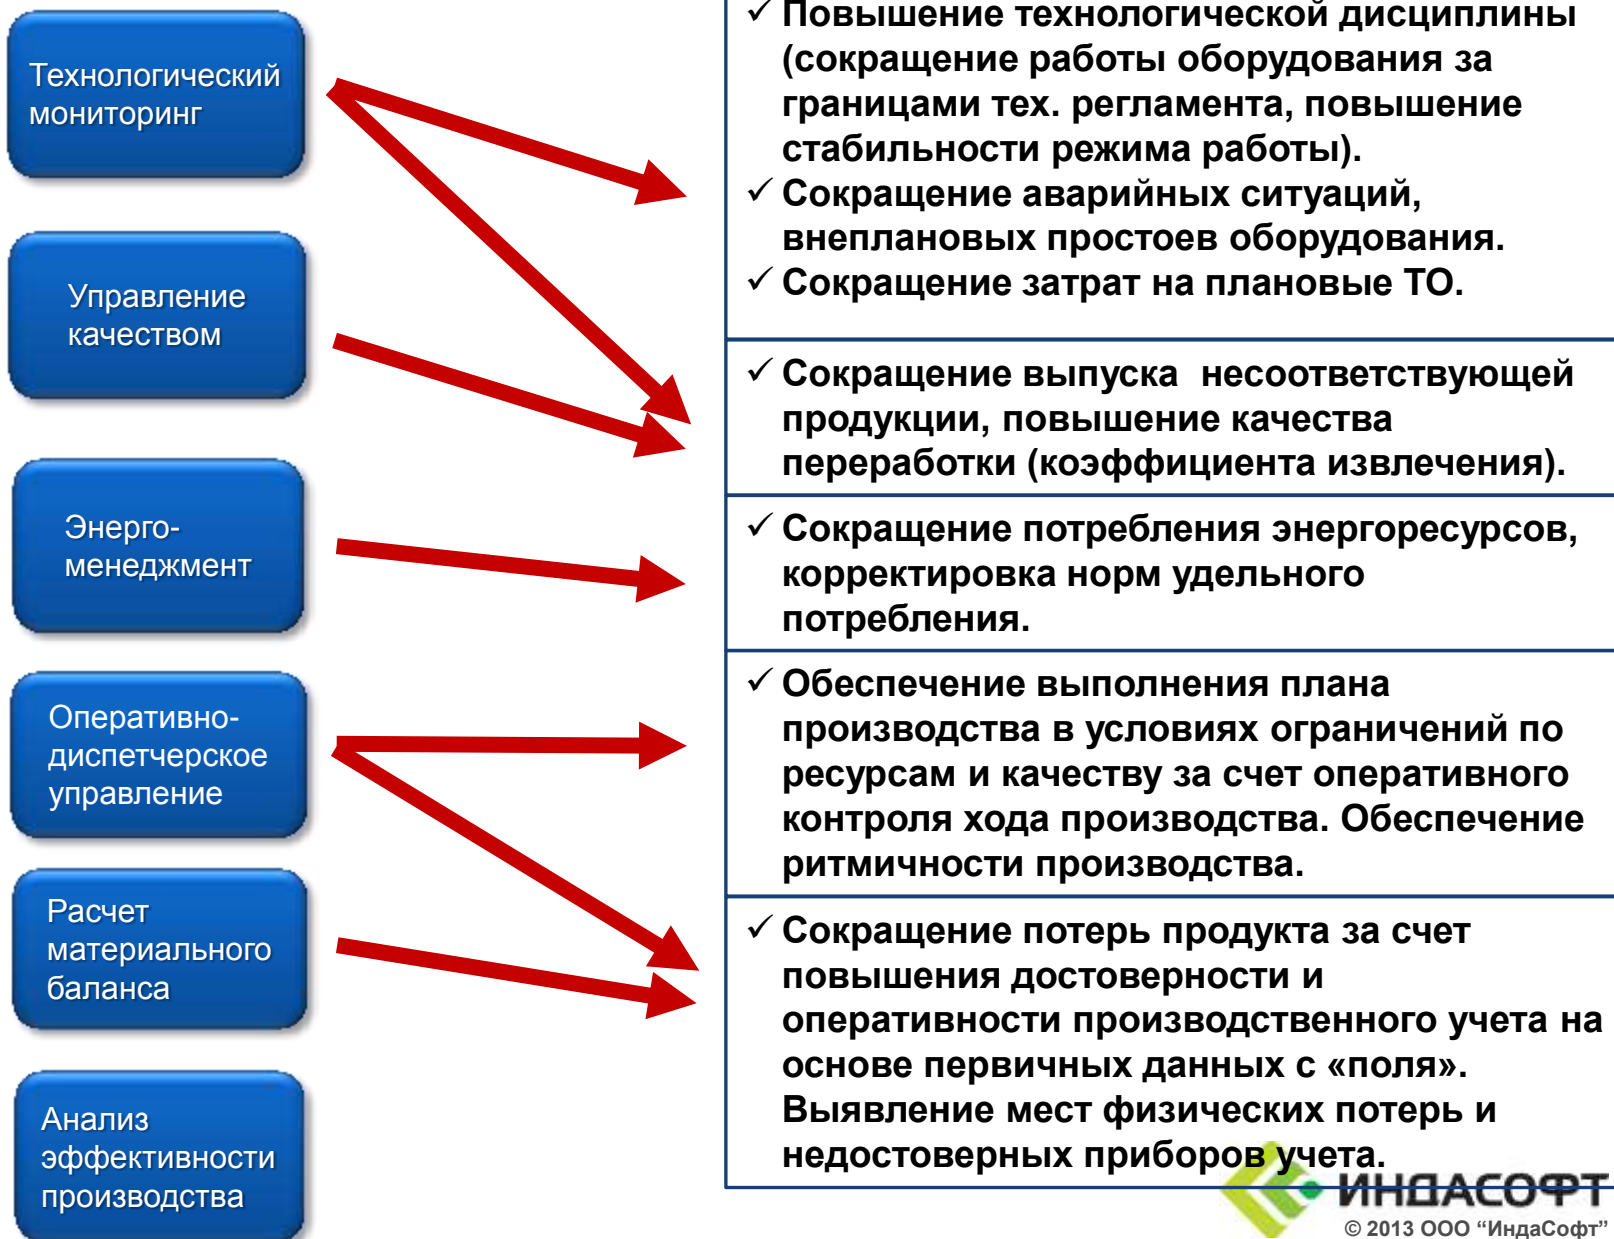 Технологический
мониторинг
Управление
качеством
Энерго-
менеджмент
Оперативно-
диспетчерское
управление
Расчет
материального
баланса
Анализ
эффективности
производства
✓ Повышение технологической дисциплины
(сокращение работы оборудования за
границами тех. регламента, повышение
стабильности режима работы).
✓ Сокращение аварийных ситуаций,
внеплановых простоев оборудования.
✓ Сокращение затрат на плановые ТО.
✓ Сокращение выпуска несоответствующей
продукции, повышение качества
переработки (коэффициента извлечения).
✓ Сокращение потребления энергоресурсов,
корректировка норм удельного
потребления.
✓ Обеспечение выполнения плана
производства в условиях ограничений по
ресурсам и качеству за счет оперативного
контроля хода производства. Обеспечение
ритмичности производства.
✓ Сокращение потерь продукта за счет
повышения достоверности и
оперативности производственного учета на
основе первичных данных с «поля».
Выявление мест физических потерь и
недостоверных приборов учета.
ИНДАСОФТ
© 2013 ООО “ИндаСофт”